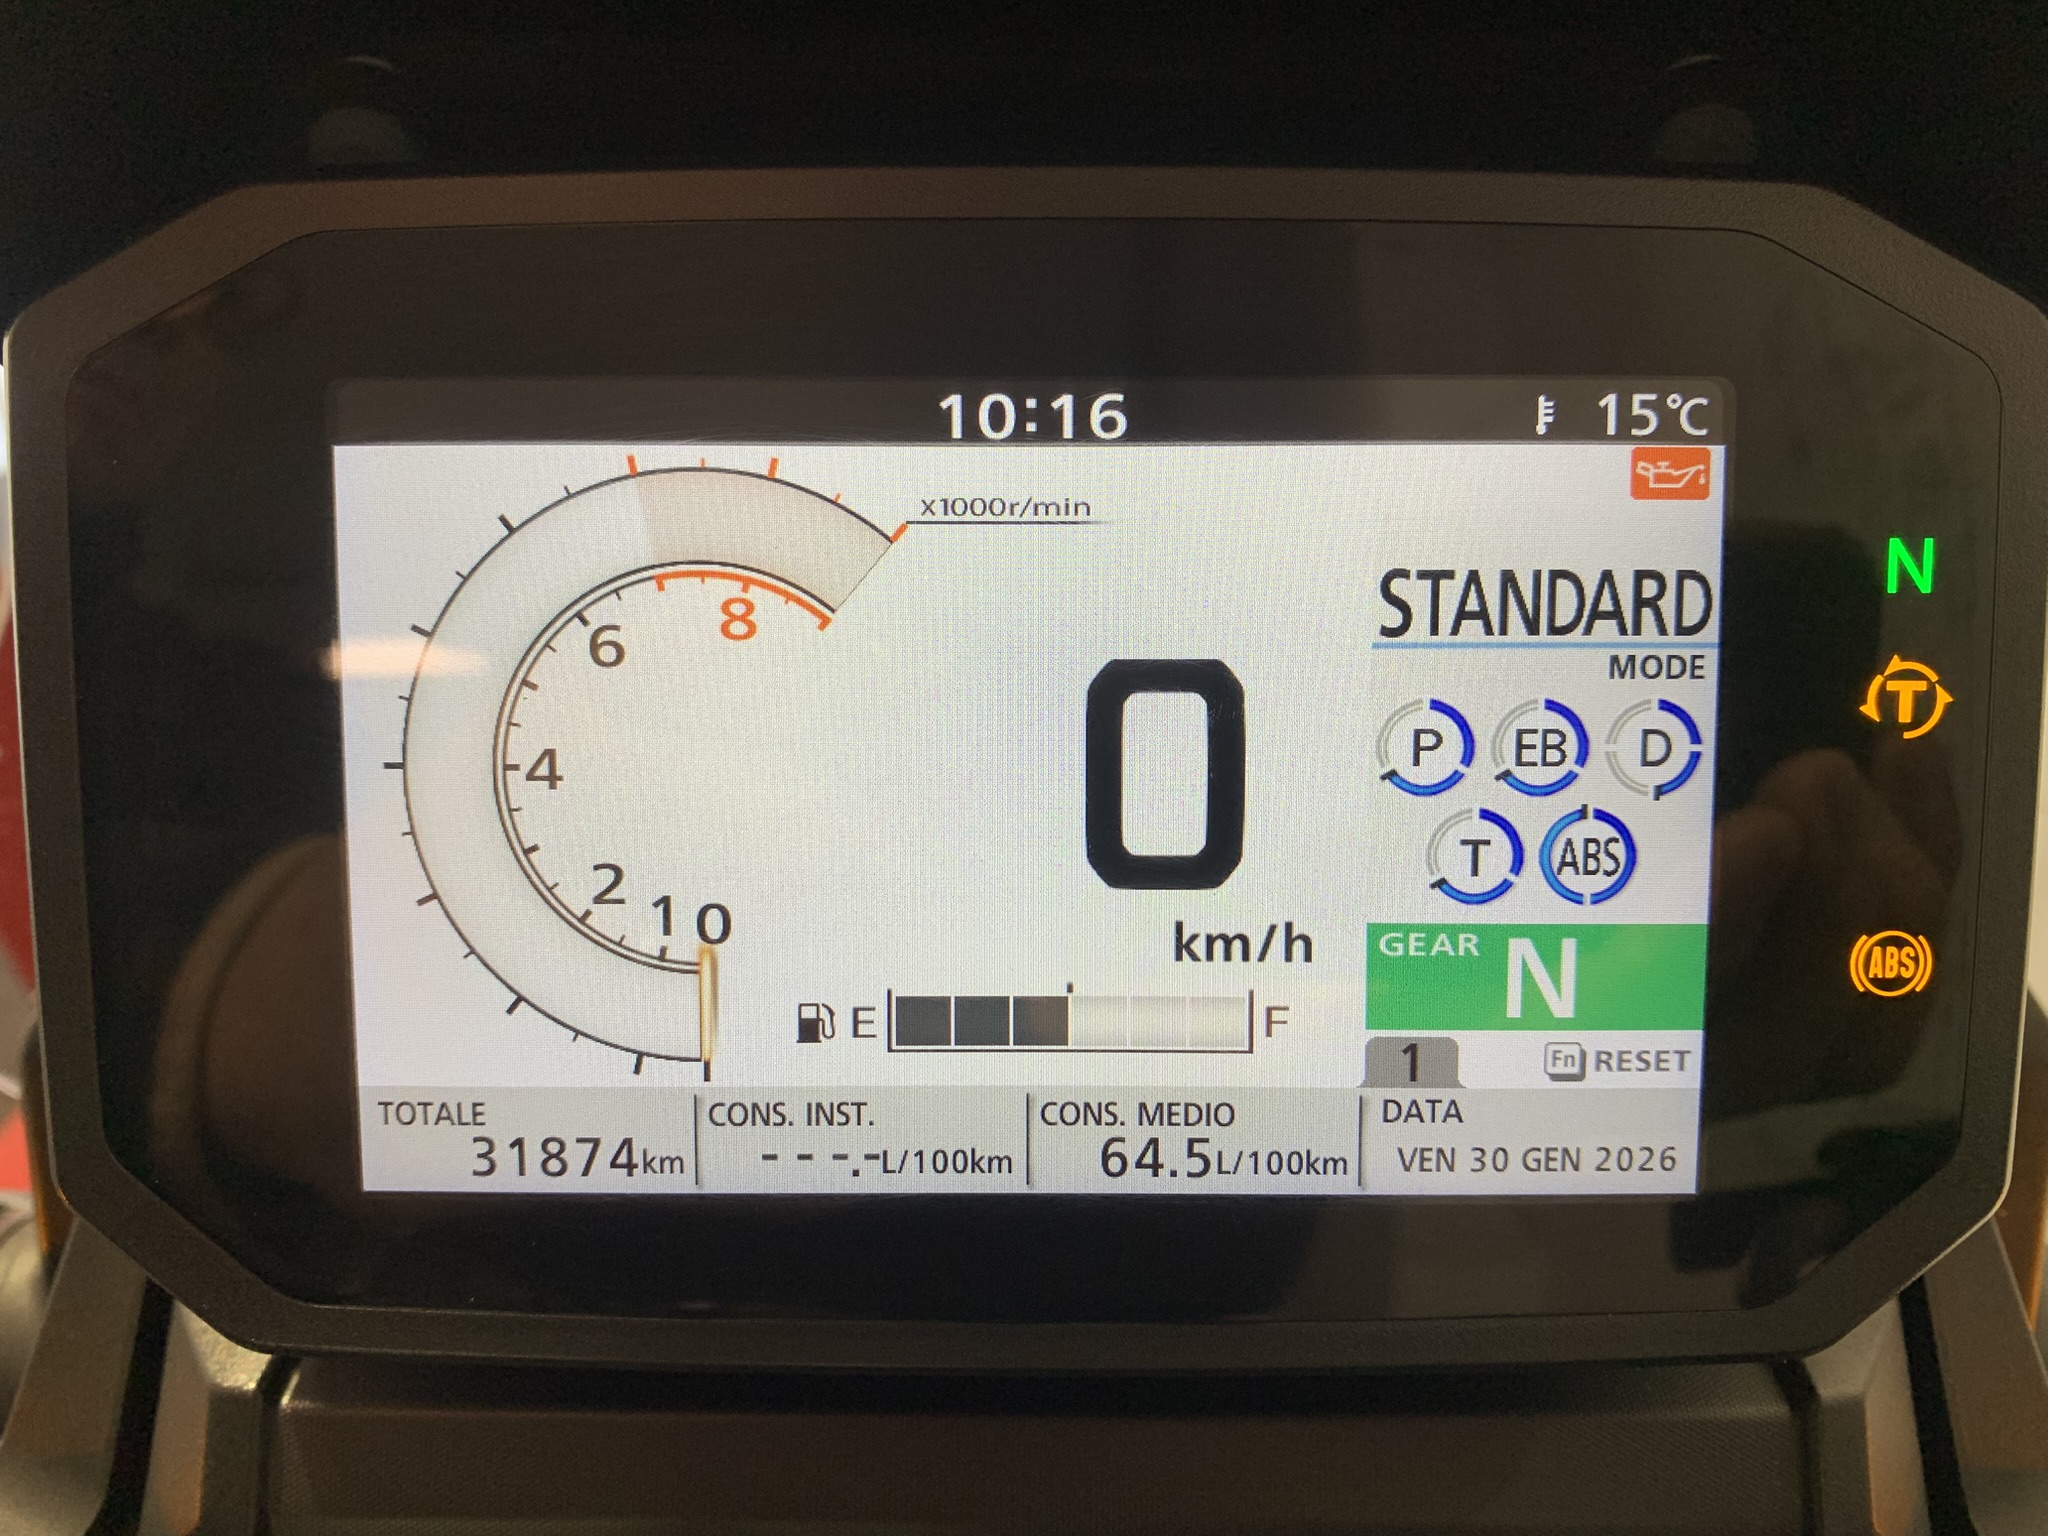 10:16
15°C
x1000r/min
8
6
4
2
1
0
0
km/h
E
F
STANDARD
MODE
P
EB
D
T
ABS
GEAR N
1
Fn RESET
TOTALE
31874km
CONS. INST.
---.-L/100km
CONS. MEDIO
64.5L/100km
DATA
VEN 30 GEN 2026
N
T
ABS